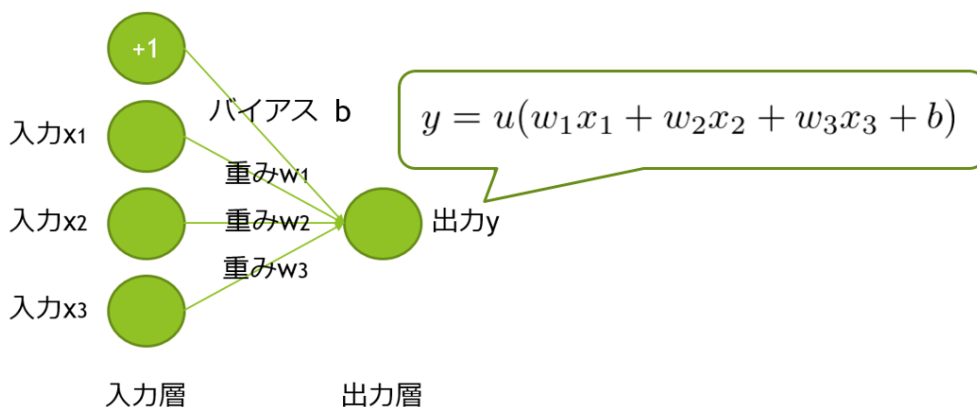 +1
バイアス b
y = u(w₁x₁ + w₂x₂ + w₃x₃ + b)
入力x1
重みw1
入力x2
重みw2
出力y
重みw3
入力x3
入力層
出力層